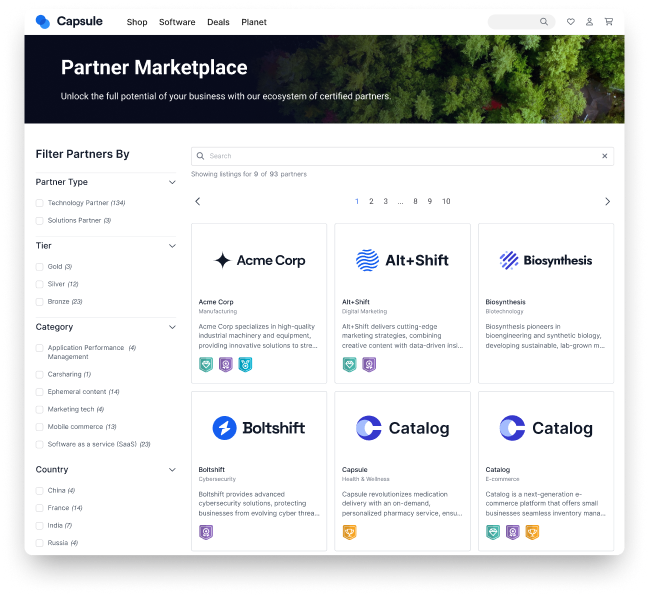 Capsule
Shop Software Deals Planet
Partner Marketplace
Unlock the full potential of your business with our ecosystem of certified partners.
Filter Partners By
Partner Type
Technology Partner (134)
Solutions Partner (3)
Tier
Gold (3)
Silver (12)
Bronze (23)
Category
Application Performance (4)
Management
Carsharing (1)
Ephemeral content (14)
Marketing tech (4)
Mobile commerce (13)
Software as a service (SaaS) (23)
Country
China (4)
France (14)
India (7)
Russia (4)
Search
Showing listings for 9 of 93 partners
1 2 3 ... 8 9 10
Acme Corp
Acme Corp
Manufacturing
Acme Corp specializes in high-quality
industrial machinery and equipment,
providing innovative solutions to stre...
Alt+Shift
Alt+Shift
Digital Marketing
Alt+Shift delivers cutting-edge
marketing strategies, combining
creative content with data-driven insi...
Biosynthesis
Biosynthesis
Biotechnology
Biosynthesis pioneers in
bioengineering and synthetic biology,
developing sustainable, lab-grown m...
Boltshift
Boltshift
Cybersecurity
Boltshift provides advanced
cybersecurity solutions, protecting
businesses from evolving cyber threa...
Catalog
Capsule
Health & Wellness
Capsule revolutionizes medication
delivery with an on-demand,
personalized pharmacy service, ensu...
Catalog
Catalog
E-commerce
Catalog is a next-generation e-
commerce platform that offers small
businesses seamless inventory mana...